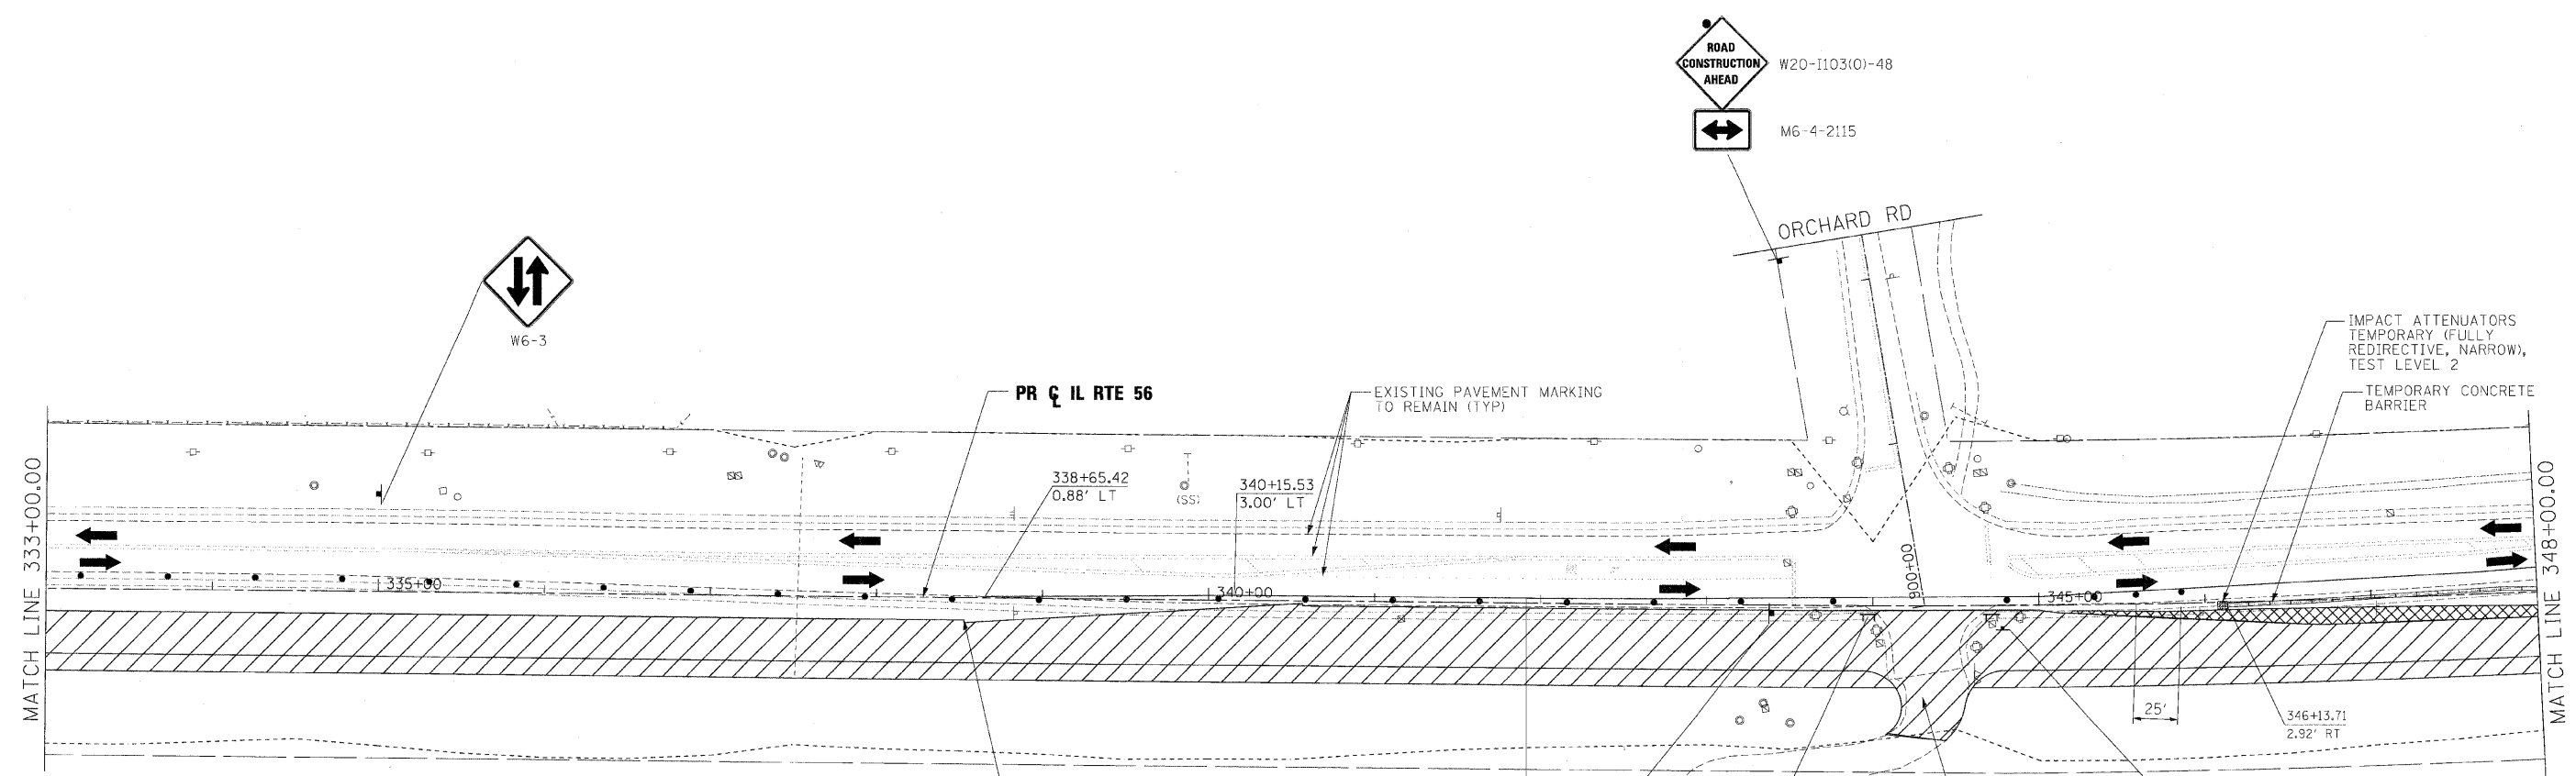 ROAD
CONSTRUCTION
AHEAD
W20-I103(O)-48
M6-4-2115
ORCHARD RD
W6-3
IMPACT ATTENUATORS
TEMPORARY (FULLY
REDIRECTIVE, NARROW),
TEST LEVEL 2
TEMPORARY CONCRETE
BARRIER
PR ℄ IL RTE 56
EXISTING PAVEMENT MARKING
TO REMAIN (TYP)
338+65.42
0.88' LT
340+15.53
3.00' LT
(SS)
MATCH LINE 333+00.00
335+00
340+00
900+00
345+00
25'
346+13.71
2.92' RT
MATCH LINE 348+00.00